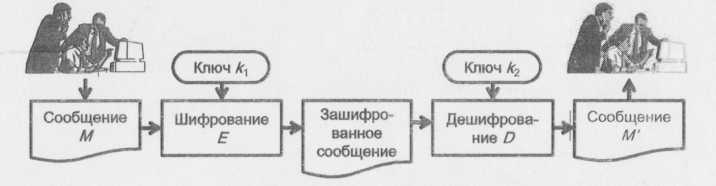 Ключ k₁
Ключ k₂
Сообщение
M
Шифрование
E
Зашифро-
ванное
сообщение
Дешифрова-
ние D
Сообщение
M'